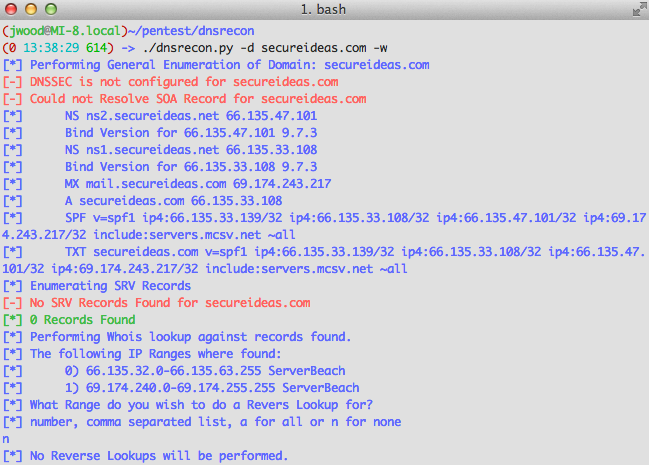 1. bash
(jwood@MI-8.local)~/pentest/dnsrecon
(0 13:38:29 614) -> ./dnsrecon.py -d secureideas.com -w
[*] Performing General Enumeration of Domain: secureideas.com
[-] DNSSEC is not configured for secureideas.com
[-] Could not Resolve SOA Record for secureideas.com
[*] NS ns2.secureideas.net 66.135.47.101
[*] Bind Version for 66.135.47.101 9.7.3
[*] NS ns1.secureideas.net 66.135.33.108
[*] Bind Version for 66.135.33.108 9.7.3
[*] MX mail.secureideas.com 69.174.243.217
[*] A secureideas.com 66.135.33.108
[*] SPF v=spf1 ip4:66.135.33.139/32 ip4:66.135.33.108/32 ip4:66.135.47.101/32 ip4:69.17
4.243.217/32 include:servers.mcsv.net ~all
[*] TXT secureideas.com v=spf1 ip4:66.135.33.139/32 ip4:66.135.33.108/32 ip4:66.135.47.
101/32 ip4:69.174.243.217/32 include:servers.mcsv.net ~all
[*] Enumerating SRV Records
[-] No SRV Records Found for secureideas.com
[*] 0 Records Found
[*] Performing Whois lookup against records found.
[*] The following IP Ranges where found:
[*] 0) 66.135.32.0-66.135.63.255 ServerBeach
[*] 1) 69.174.240.0-69.174.255.255 ServerBeach
[*] What Range do you wish to do a Revers Lookup for?
[*] number, comma separated list, a for all or n for none
n
[*] No Reverse Lookups will be performed.